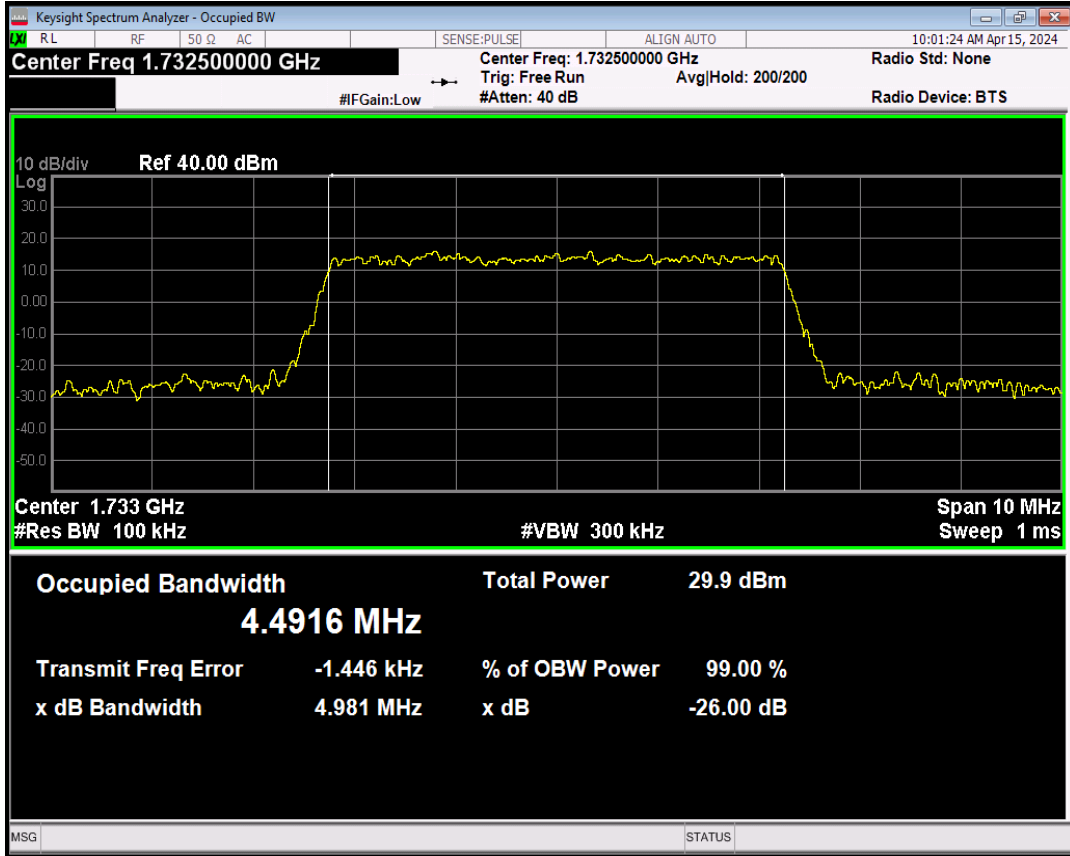 Keysight Spectrum Analyzer - Occupied BW
LXI RL RF 50 Ω AC SENSE:PULSE ALIGN AUTO 10:01:24 AM Apr 15, 2024
Center Freq 1.732500000 GHz
Center Freq: 1.732500000 GHz
Radio Std: None
Trig: Free Run Avg|Hold: 200/200
#IFGain:Low #Atten: 40 dB Radio Device: BTS
10 dB/div Ref 40.00 dBm
Log
30.0
20.0
10.0
0.00
-10.0
-20.0
-30.0
-40.0
-50.0
Center 1.733 GHz Span 10 MHz
#Res BW 100 kHz #VBW 300 kHz Sweep 1 ms
Occupied Bandwidth Total Power 29.9 dBm
4.4916 MHz
Transmit Freq Error -1.446 kHz % of OBW Power 99.00 %
x dB Bandwidth 4.981 MHz x dB -26.00 dB
MSG STATUS